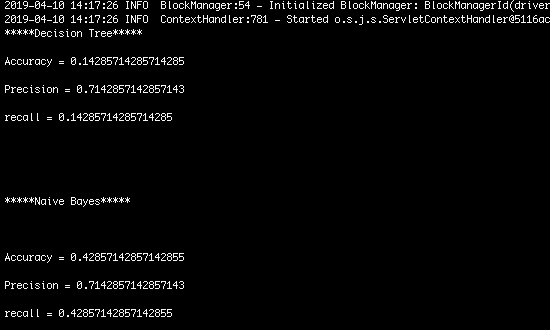 2019-04-10 14:17:26 INFO  BlockManager:54 - Initialized BlockManager: BlockManagerId(driver
2019-04-10 14:17:26 INFO  ContextHandler:781 - Started o.s.j.s.ServletContextHandler@5116ac
*****Decision Tree*****
Accuracy = 0.14285714285714285
Precision = 0.7142857142857143
recall = 0.14285714285714285
*****Naive Bayes*****
Accuracy = 0.42857142857142855
Precision = 0.7142857142857143
recall = 0.42857142857142855